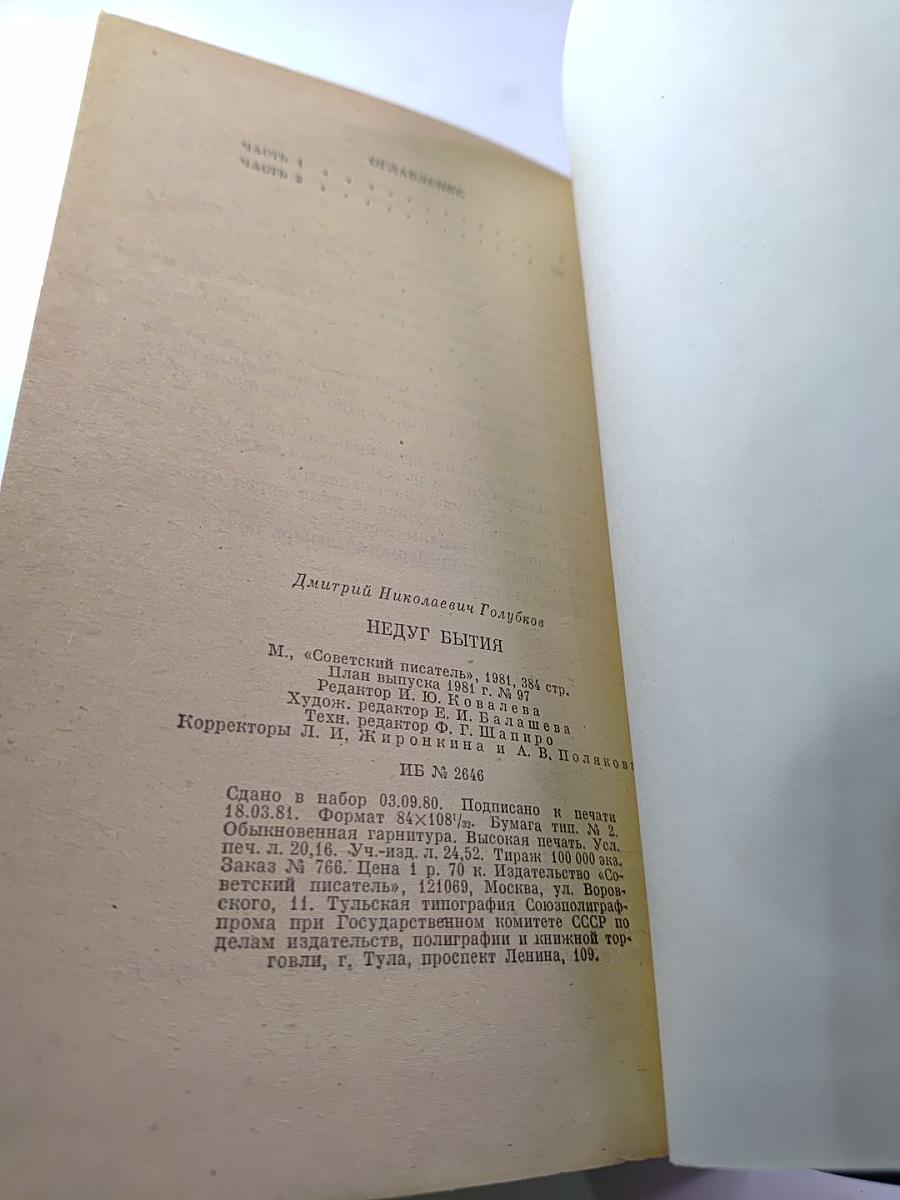 ОГЛАВЛЕНИЕ
ЧАСТЬ 1
ЧАСТЬ 2
Дмитрий Николаевич Голубков
НЕДУГ БЫТИЯ
М., «Советский писатель», 1981, 384 стр.
План выпуска 1981 г. № 97
Редактор И. Ю. Ковалева
Худож. редактор Е. И. Балашева
Техн. редактор Ф. Г. Шапиро
Корректоры Л. И. Жиронкина и А. В. Полякова
ИБ № 2646
Сдано в набор 03.09.80. Подписано к печати
18.03.81. Формат 84×108¹/₃₂. Бумага тип. № 2.
Обыкновенная гарнитура. Высокая печать. Усл.
печ. л. 20,16. Уч.-изд. л. 24,52. Тираж 100 000 экз.
Заказ № 766. Цена 1 р. 70 к. Издательство «Со-
ветский писатель», 121069, Москва, ул. Воров-
ского, 11. Тульская типография Союзполиграф-
прома при Государственном комитете СССР по
делам издательств, полиграфии и книжной тор-
говли, г. Тула, проспект Ленина, 109.